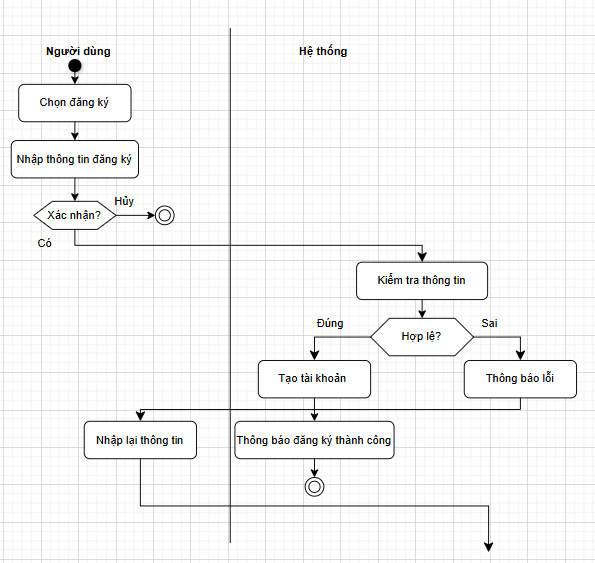 Người dùng
Hệ thống
Chọn đăng ký
Nhập thông tin đăng ký
Xác nhận?
Hủy
Có
Kiểm tra thông tin
Đúng
Hợp lệ?
Sai
Tạo tài khoản
Thông báo lỗi
Nhập lại thông tin
Thông báo đăng ký thành công